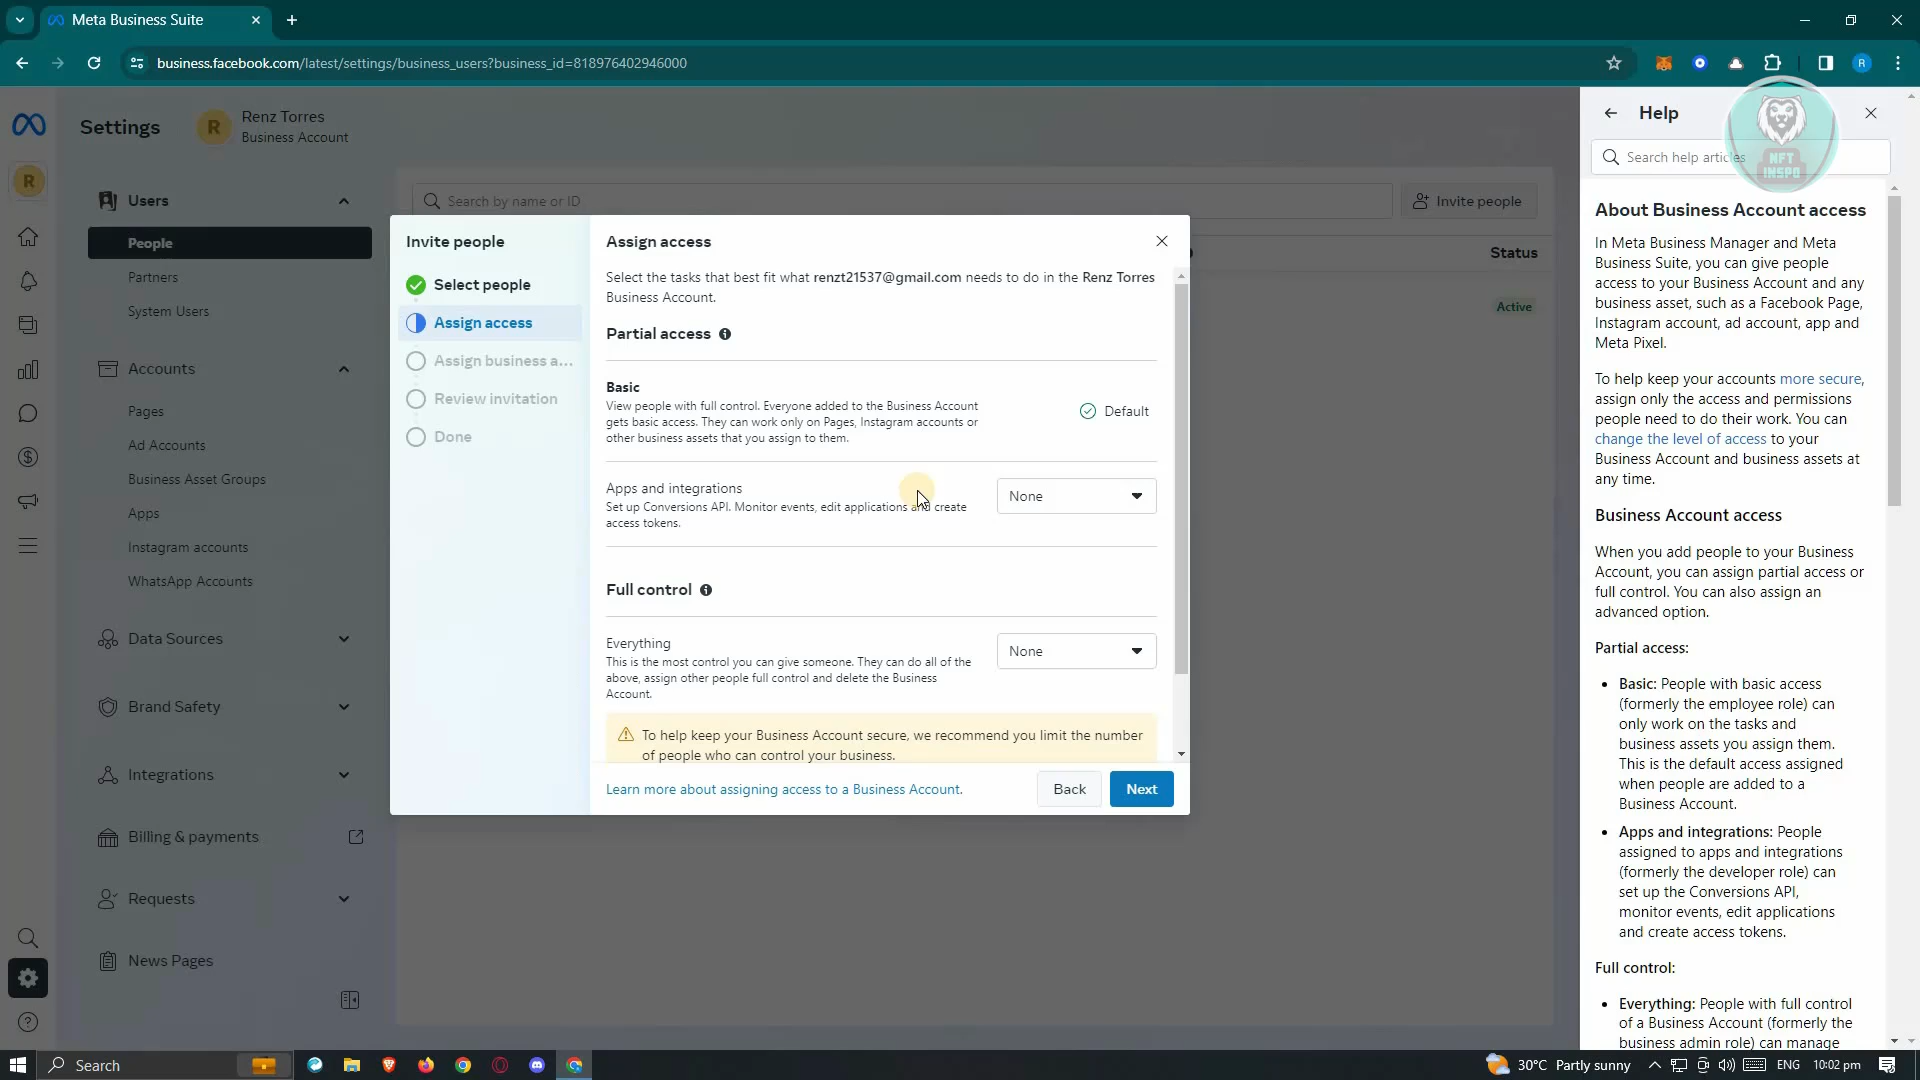 Meta Business Suite
business.facebook.com/latest/settings/business_users?business_id=818976402946000
R
Settings
R
Renz Torres
Business Account
R
Users
People
Partners
System Users
Accounts
Pages
Ad Accounts
Business Asset Groups
Apps
Instagram accounts
WhatsApp Accounts
Data Sources
Brand Safety
Integrations
Billing & payments
Requests
News Pages
Search by name or ID
Invite people
Status
Active
Invite people
Select people
Assign access
Assign business a...
Review invitation
Done
Assign access
Select the tasks that best fit what renzt21537@gmail.com needs to do in the Renz Torres
Business Account.
Partial access
Basic
View people with full control. Everyone added to the Business Account
gets basic access. They can work only on Pages, Instagram accounts or
other business assets that you assign to them.
Default
Apps and integrations
Set up Conversions API. Monitor events, edit applications and create
access tokens.
None
Full control
Everything
This is the most control you can give someone. They can do all of the
above, assign other people full control and delete the Business
Account.
None
To help keep your Business Account secure, we recommend you limit the number
of people who can control your business.
Learn more about assigning access to a Business Account.
Back
Next
Help
Search help articles
NFT
INSPO
About Business Account access
In Meta Business Manager and Meta
Business Suite, you can give people
access to your Business Account and any
business asset, such as a Facebook Page,
Instagram account, ad account, app and
Meta Pixel.
To help keep your accounts more secure,
assign only the access and permissions
people need to do their work. You can
change the level of access to your
Business Account and business assets at
any time.
Business Account access
When you add people to your Business
Account, you can assign partial access or
full control. You can also assign an
advanced option.
Partial access:
• Basic: People with basic access
(formerly the employee role) can
only work on the tasks and
business assets you assign them.
This is the default access assigned
when people are added to a
Business Account.
• Apps and integrations: People
assigned to apps and integrations
(formerly the developer role) can
set up the Conversions API,
monitor events, edit applications
and create access tokens.
Full control:
• Everything: People with full control
of a Business Account (formerly the
business admin role) can manage
Search
30°C Partly sunny
ENG
10:02 pm